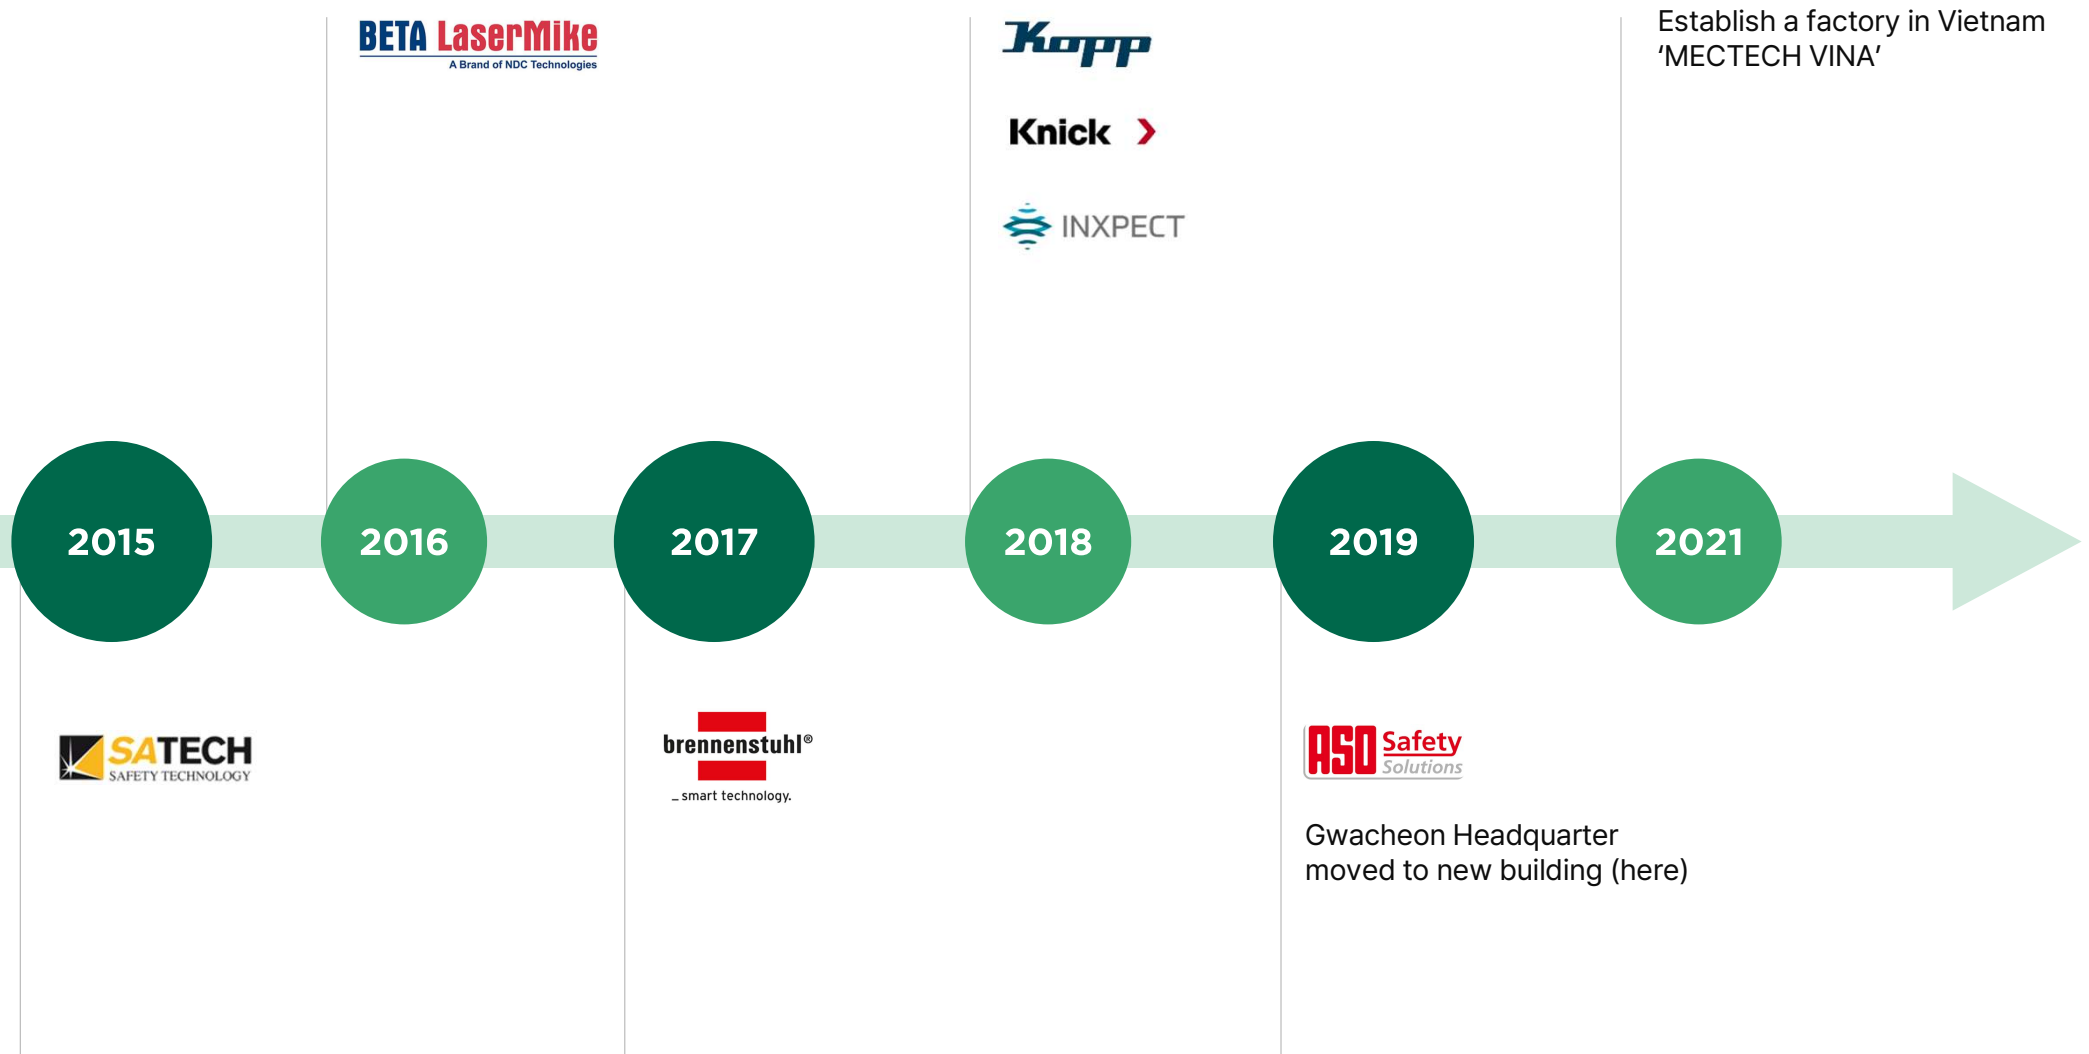 BETA LaserMike
A Brand of NDC Technologies
Kopp
Knick
INXPECT
Establish a factory in Vietnam
‘MECTECH VINA’
2015
2016
2017
2018
2019
2021
SATECH
SAFETY TECHNOLOGY
brennenstuhl®
_ smart technology.
ASO Safety
Solutions
Gwacheon Headquarter
moved to new building (here)